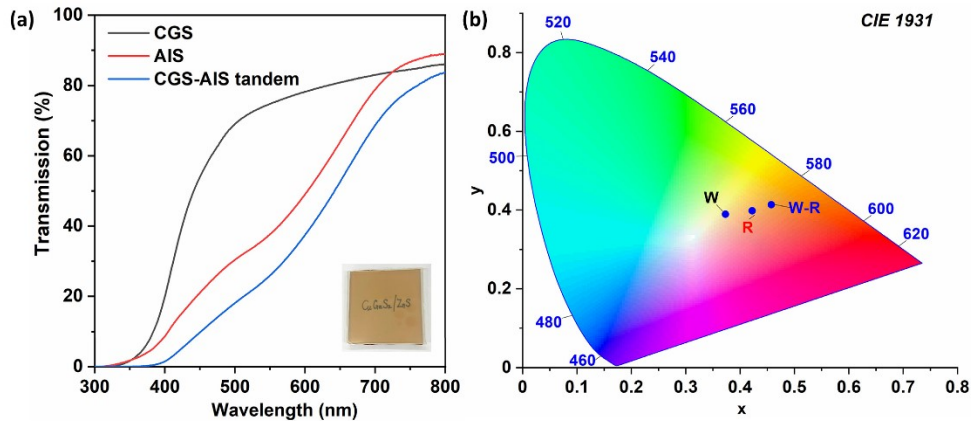 (a)
100
80
60
40
20
0
Transmission (%)
CGS
AIS
CGS-AIS tandem
CuGaS₂/ZnS
300 400 500 600 700 800
Wavelength (nm)
(b)
CIE 1931
0.8
0.6
0.4
0.2
0
y
520
540
560
500
580
600
620
480
460
W
R
W-R
0 0.1 0.2 0.3 0.4 0.5 0.6 0.7 0.8
x